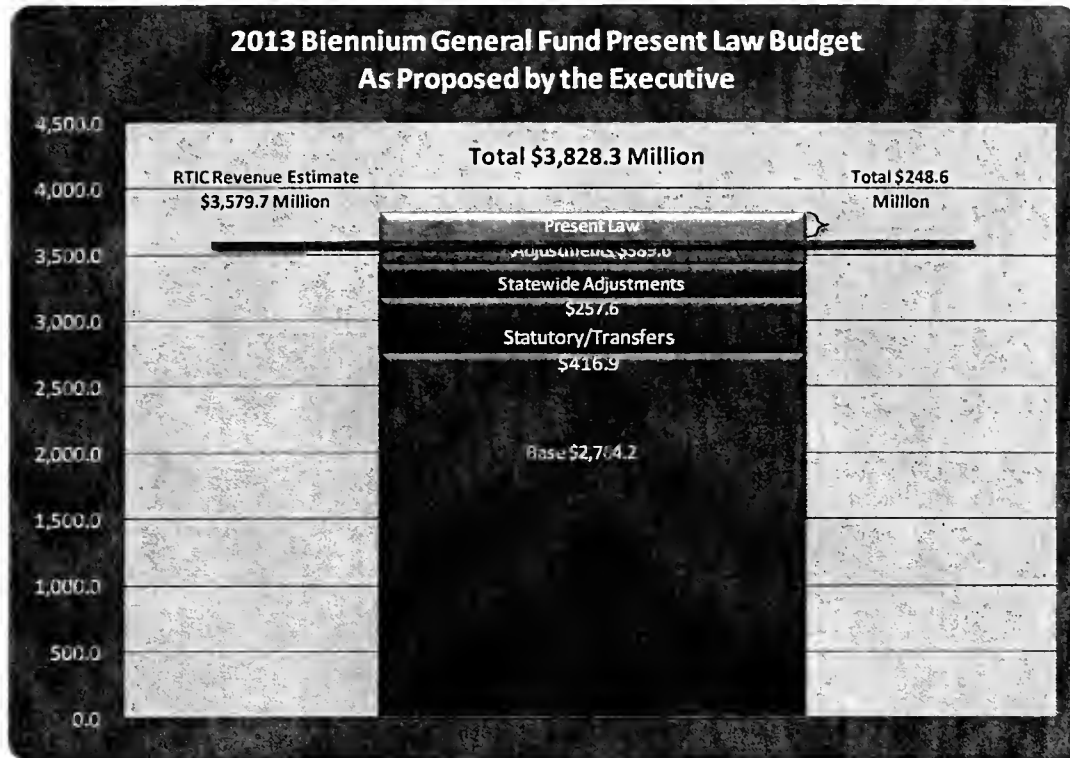 2013 Biennium General Fund Present Law Budget
As Proposed by the Executive
4,500.0
4,000.0
3,500.0
3,000.0
2,500.0
2,000.0
1,500.0
1,000.0
500.0
0.0
Total $3,828.3 Million
RTIC Revenue Estimate
$3,579.7 Million
Total $248.6
Million
Present Law
Adjustments
Statewide Adjustments
$257.6
Statutory/Transfers
$416.9
Base